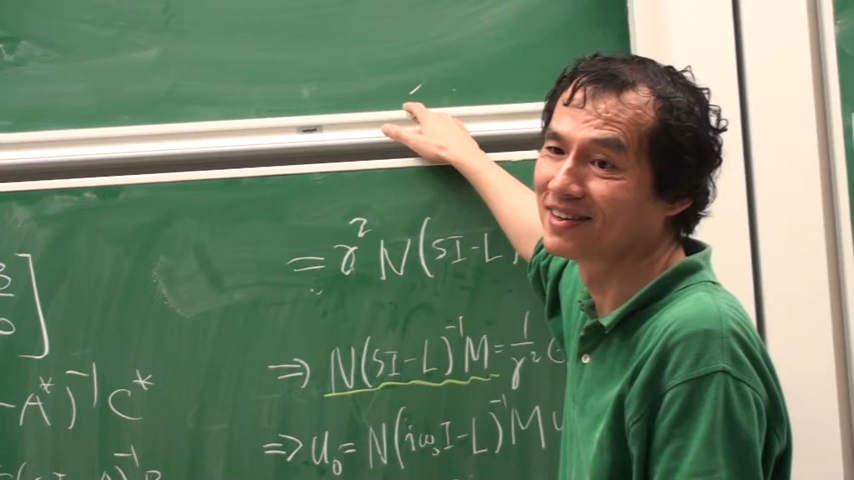 = γ² N(SI-L
⇒ N(SI-L)⁻¹M = 1/γ² (
-A*)⁻¹ C*
⇒ u₀ = N(iω₀I-L)⁻¹M